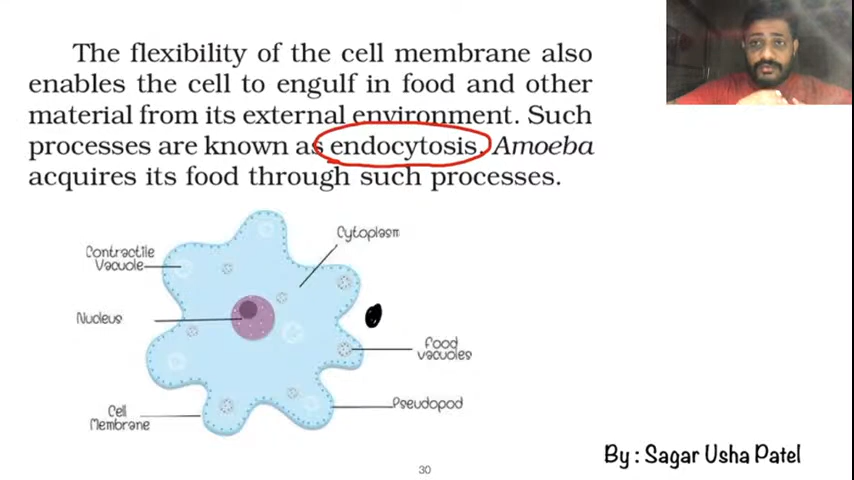 The flexibility of the cell membrane also
enables the cell to engulf in food and other
material from its external environment. Such
processes are known as endocytosis. Amoeba
acquires its food through such processes.
Cytoplasm
Contractile
Vacuole
Nucleus
Food
vacuoles
Cell
Membrane
Pseudopod
By : Sagar Usha Patel
30